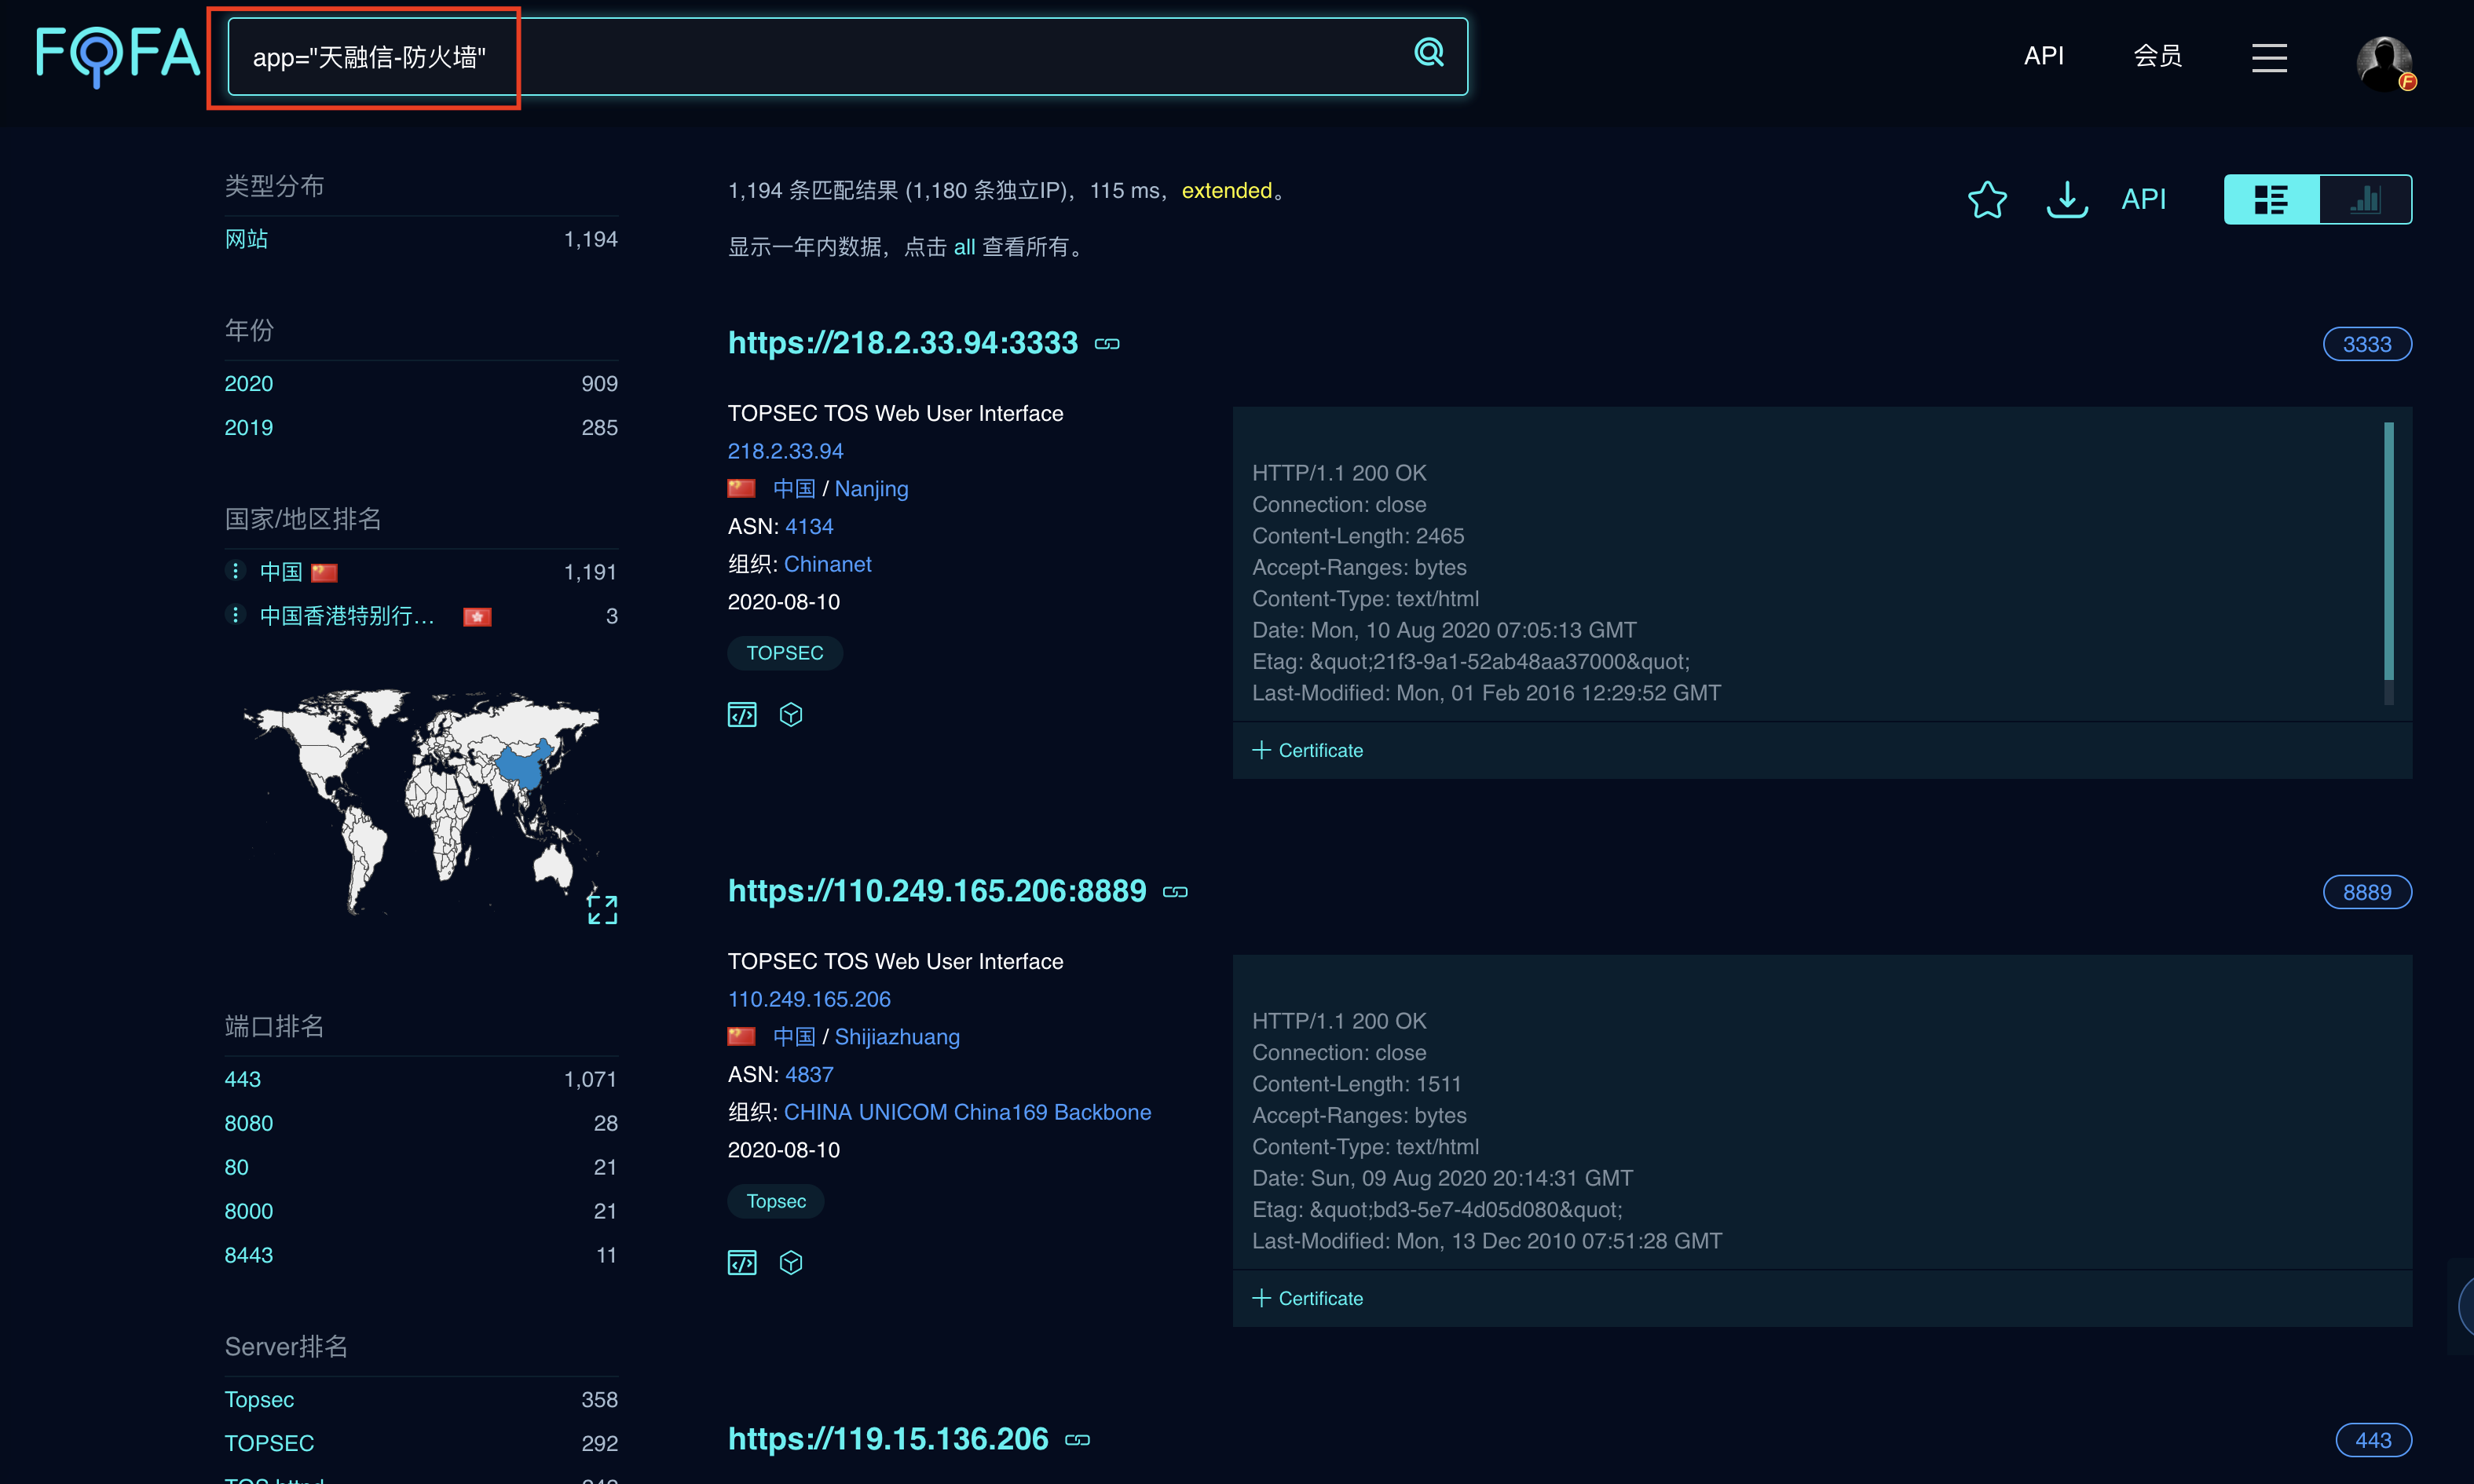 FOFA
app="天融信-防火墙"
API
会员
类型分布
网站 1,194
年份
2020 909
2019 285
国家/地区排名
中国 1,191
中国香港特别行... 3
端口排名
443 1,071
8080 28
80 21
8000 21
8443 11
Server排名
Topsec 358
TOPSEC 292
1,194 条匹配结果 (1,180 条独立IP)，115 ms，extended。
显示一年内数据，点击 all 查看所有。
API
https://218.2.33.94:3333
3333
TOPSEC TOS Web User Interface
218.2.33.94
中国 / Nanjing
ASN: 4134
组织: Chinanet
2020-08-10
TOPSEC
HTTP/1.1 200 OK
Connection: close
Content-Length: 2465
Accept-Ranges: bytes
Content-Type: text/html
Date: Mon, 10 Aug 2020 07:05:13 GMT
Etag: &quot;21f3-9a1-52ab48aa37000&quot;
Last-Modified: Mon, 01 Feb 2016 12:29:52 GMT
Certificate
https://110.249.165.206:8889
8889
TOPSEC TOS Web User Interface
110.249.165.206
中国 / Shijiazhuang
ASN: 4837
组织: CHINA UNICOM China169 Backbone
2020-08-10
Topsec
HTTP/1.1 200 OK
Connection: close
Content-Length: 1511
Accept-Ranges: bytes
Content-Type: text/html
Date: Sun, 09 Aug 2020 20:14:31 GMT
Etag: &quot;bd3-5e7-4d05d080&quot;
Last-Modified: Mon, 13 Dec 2010 07:51:28 GMT
Certificate
https://119.15.136.206
443